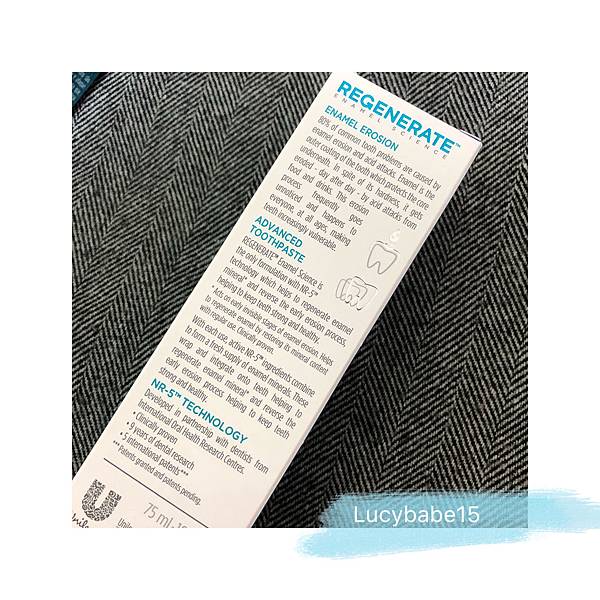 REGENERATE™
ENAMEL SCIENCE
ENAMEL EROSION
80% of common tooth problems are caused by
enamel erosion and acid attacks. Enamel is the
outer coating of the tooth which protects the core
underneath. In spite of its hardness, it gets
eroded - day after day - by acid attacks from
food and drinks. This erosion
process frequently goes
unnoticed and happens to
everyone, at all ages, making
teeth increasingly vulnerable.
ADVANCED
TOOTHPASTE
REGENERATE™ Enamel Science is
the only formulation with NR-5™
technology which helps to regenerate enamel
mineral* and reverse the early erosion process,
helping to keep teeth strong and healthy.
*Acts on early invisible stages of enamel erosion. Helps
to regenerate enamel by restoring its mineral content
with regular use. Clinically proven.
With each use, active NR-5™ ingredients combine
to form a fresh supply of enamel minerals. These
wrap and integrate onto teeth helping to
regenerate enamel mineral* and reverse the
early erosion process helping to keep teeth
strong and healthy.
NR-5™ TECHNOLOGY
Developed in partnership with dentists from
International Oral Health Research Centres.
• Clinically proven
• 9 years of dental research
• 5 international patents***
***Patents granted and patents pending.
75 ml
Lucybabe15